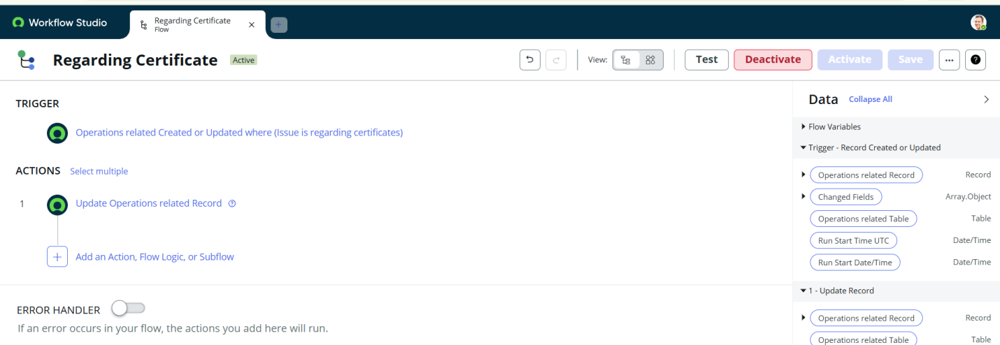 Workflow Studio
Regarding Certificate
Flow
Regarding Certificate
Active
View:
Test
Deactivate
Activate
Save
TRIGGER
Operations related Created or Updated where (Issue is regarding certificates)
ACTIONS
Select multiple
1
Update Operations related Record
Add an Action, Flow Logic, or Subflow
ERROR HANDLER
If an error occurs in your flow, the actions you add here will run.
Data
Collapse All
Flow Variables
Trigger - Record Created or Updated
Operations related Record
Record
Changed Fields
Array.Object
Operations related Table
Table
Run Start Time UTC
Date/Time
Run Start Date/Time
Date/Time
1 - Update Record
Operations related Record
Record
Operations related Table
Table